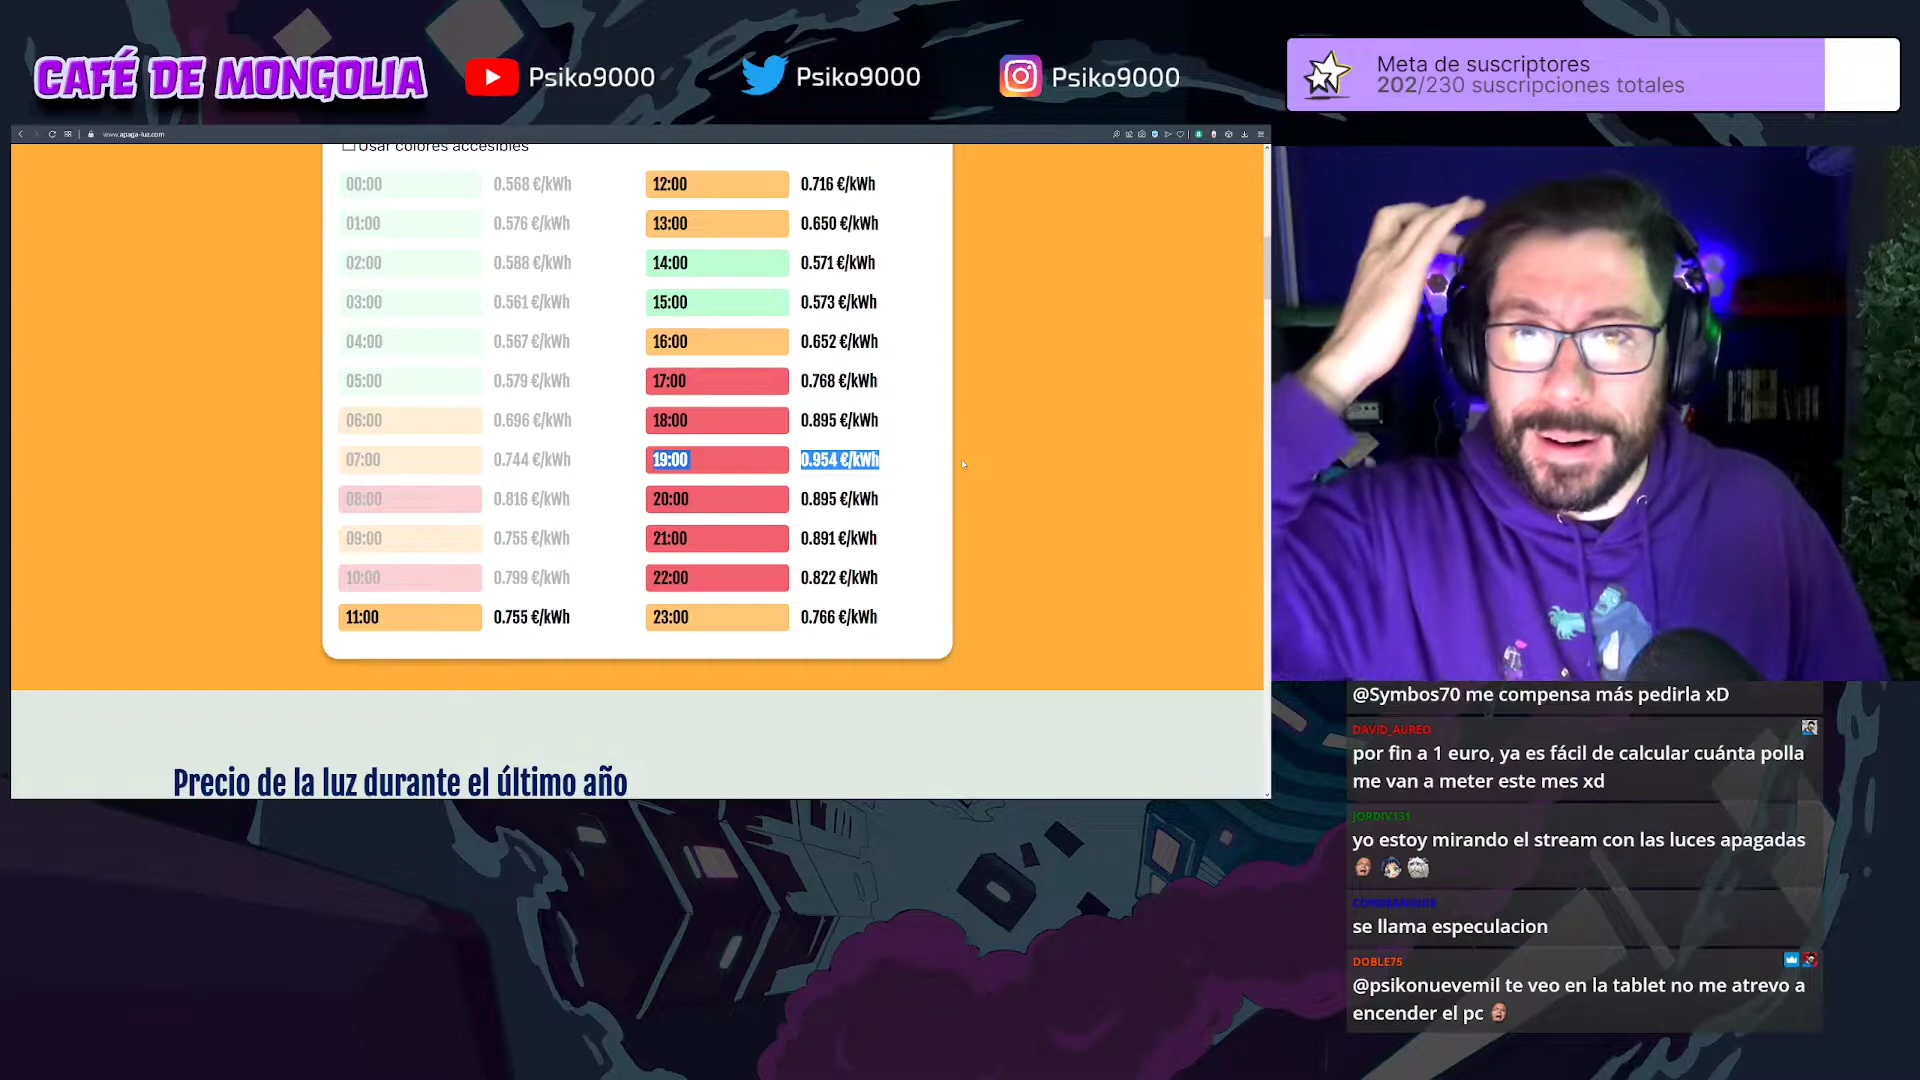 CAFÉ DE MONGOLIA
Psiko9000
Psiko9000
Psiko9000
Meta de suscriptores
202/230 suscripciones totales
www.apaga-luz.com
Usar colores accesibles
00:00 0.568 €/kWh
01:00 0.576 €/kWh
02:00 0.588 €/kWh
03:00 0.561 €/kWh
04:00 0.567 €/kWh
05:00 0.579 €/kWh
06:00 0.696 €/kWh
07:00 0.744 €/kWh
08:00 0.816 €/kWh
09:00 0.755 €/kWh
10:00 0.799 €/kWh
11:00 0.755 €/kWh
12:00 0.716 €/kWh
13:00 0.650 €/kWh
14:00 0.571 €/kWh
15:00 0.573 €/kWh
16:00 0.652 €/kWh
17:00 0.768 €/kWh
18:00 0.895 €/kWh
19:00 0.954 €/kWh
20:00 0.895 €/kWh
21:00 0.891 €/kWh
22:00 0.822 €/kWh
23:00 0.766 €/kWh
Precio de la luz durante el último año
@Symbos70 me compensa más pedirla xD
DAVID_AUREO
por fin a 1 euro, ya es fácil de calcular cuánta polla
me van a meter este mes xd
JORDIV131
yo estoy mirando el stream con las luces apagadas
se llama especulacion
DOBLE75
@psikonuevemil te veo en la tablet no me atrevo a
encender el pc